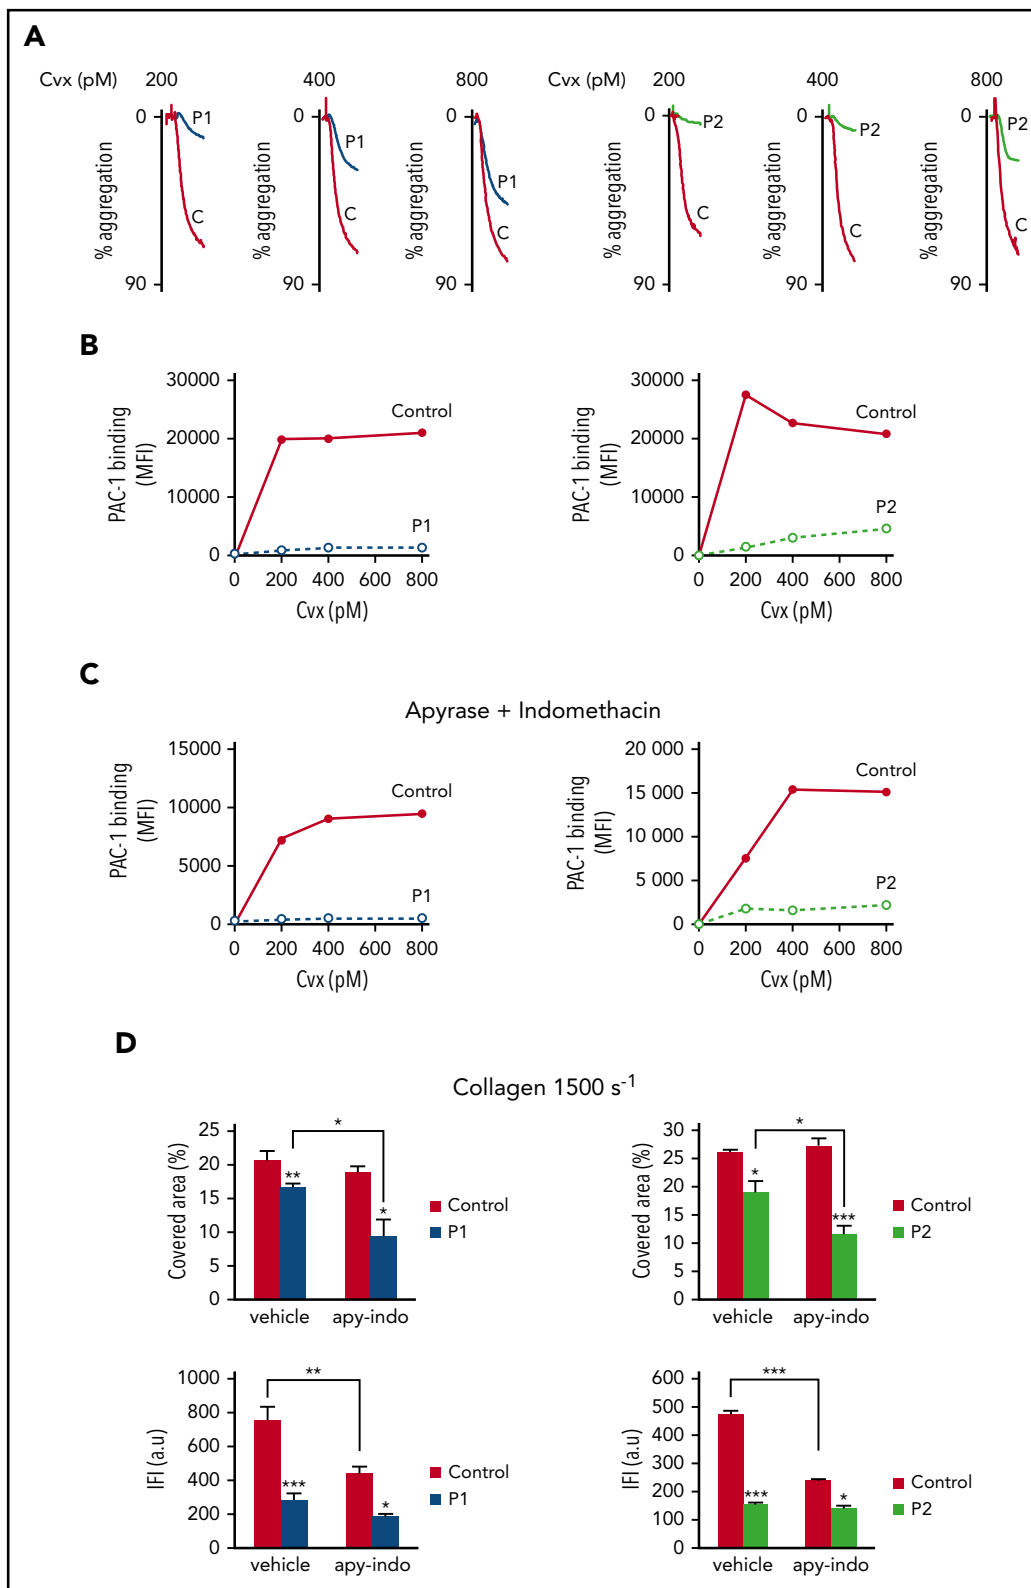 A
Cvx (pM) 200 400 800 Cvx (pM) 200 400 800
0 P1 0 P1 0 P1 0 P2 0 P2 0 P2
% aggregation % aggregation % aggregation % aggregation % aggregation % aggregation
C C C C C C
90 90 90 90 90 90
B
30000
20000
10000
0
PAC-1 binding
(MFI)
Control
P1
0 200 400 600 800
Cvx (pM)
30000
20000
10000
0
PAC-1 binding
(MFI)
Control
P2
0 200 400 600 800
Cvx (pM)
C
Apyrase + Indomethacin
15000
10000
5000
0
PAC-1 binding
(MFI)
Control
P1
0 200 400 600 800
Cvx (pM)
20 000
15 000
10 000
5 000
0
PAC-1 binding
(MFI)
Control
P2
0 200 400 600 800
Cvx (pM)
D
Collagen 1500 s⁻¹
25
20
15
10
5
0
Covered area (%)
*
**
*
Control
P1
vehicle apy-indo
30
25
20
15
10
5
0
Covered area (%)
*
*
***
Control
P2
vehicle apy-indo
1000
800
600
400
200
0
IFI (a.u)
**
***
*
Control
P1
vehicle apy-indo
600
500
400
300
200
100
0
IFI (a.u)
***
***
*
Control
P2
vehicle apy-indo